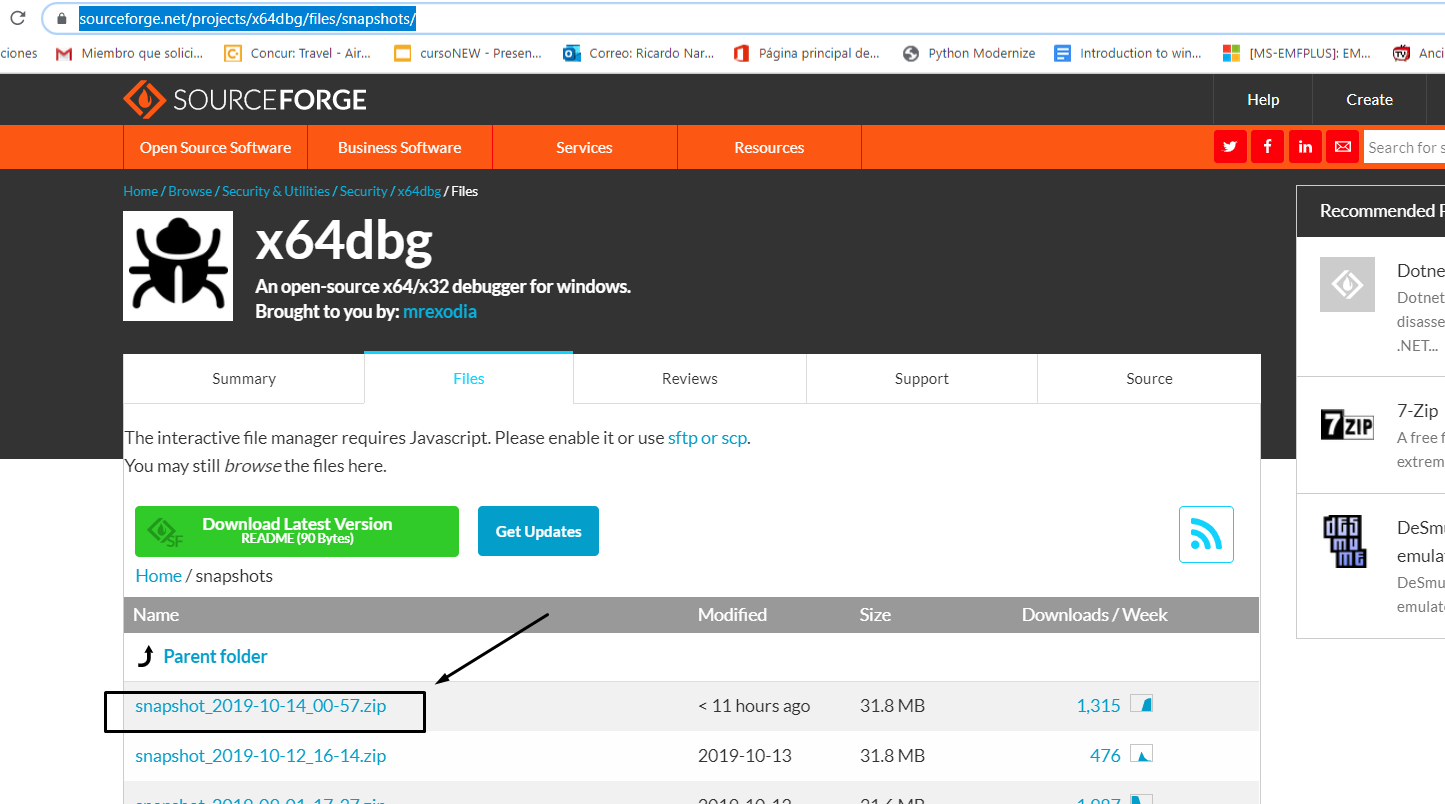 sourceforge.net/projects/x64dbg/files/snapshots/
ciones Miembro que solici... Concur: Travel - Air... cursoNEW - Presen... Correo: Ricardo Nar... Página principal de... Python Modernize Introduction to win... [MS-EMFPLUS]: EM... Anci
SOURCEFORGE
Help Create
Open Source Software Business Software Services Resources
Search for s
Home / Browse / Security & Utilities / Security / x64dbg / Files
x64dbg
An open-source x64/x32 debugger for windows.
Brought to you by: mrexodia
Summary Files Reviews Support Source
The interactive file manager requires Javascript. Please enable it or use sftp or scp.
You may still browse the files here.
Download Latest Version
README (90 Bytes)
SF
Get Updates
Home / snapshots
Name Modified Size Downloads / Week
Parent folder
snapshot_2019-10-14_00-57.zip < 11 hours ago 31.8 MB 1,315
snapshot_2019-10-12_16-14.zip 2019-10-13 31.8 MB 476
Recommended P
Dotne
Dotnet
disasse
.NET...
7ZIP
7-Zip
A free f
extrem
DeSmuME
DeSmu
emulat
DeSmu
emulat